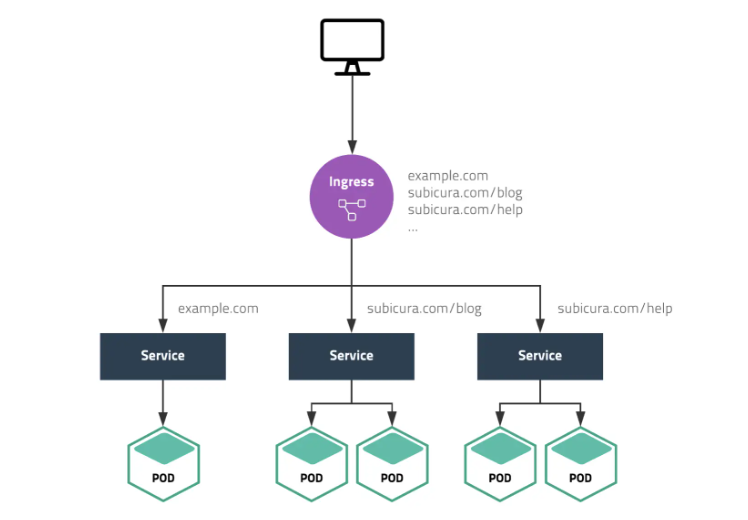 Ingress
example.com
subicura.com/blog
subicura.com/help
...
example.com
subicura.com/blog
subicura.com/help
Service
Service
Service
POD
POD
POD
POD
POD